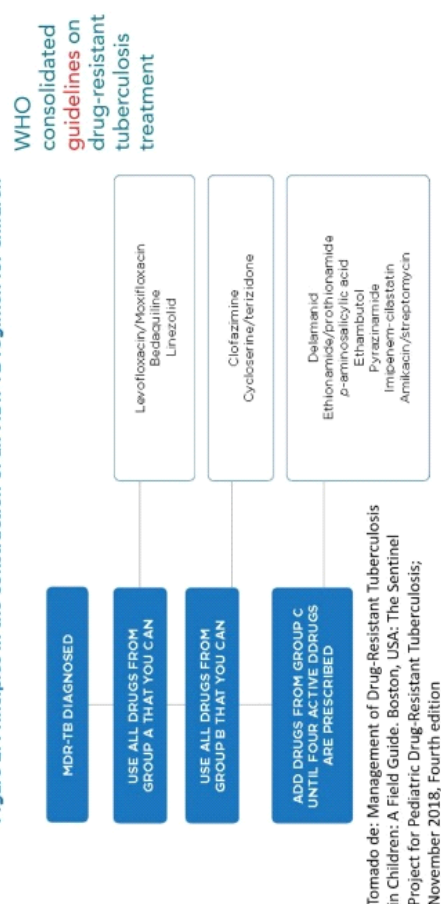 WHO
consolidated
guidelines on
drug-resistant
tuberculosis
treatment
MDR-TB DIAGNOSED
USE ALL DRUGS FROM
GROUP A THAT YOU CAN
Levofloxacin/Moxifloxacin
Bedaquiline
Linezolid
USE ALL DRUGS FROM
GROUP B THAT YOU CAN
Clofazimine
Cycloserine/terizidone
ADD DRUGS FROM GROUP C
UNTIL FOUR ACTIVE DDRUGS
ARE PRESCRIBED
Delamanid
Ethionamide/prothionamide
p-aminosalicylic acid
Ethambutol
Pyrazinamide
Imipenem-cilastatin
Amikacin/streptomycin
Tomado de: Management of Drug-Resistant Tuberculosis
in Children: A Field Guide. Boston, USA: The Sentinel
Project for Pediatric Drug-Resistant Tuberculosis;
November 2018, Fourth edition